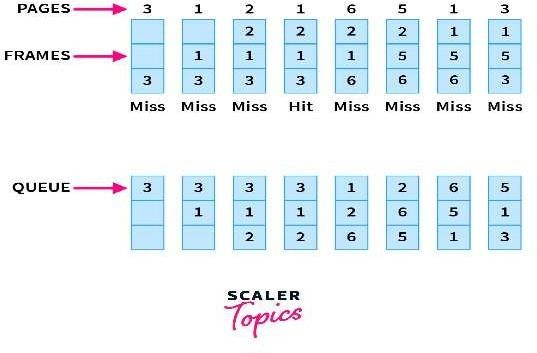 PAGES 3 1 2 1 6 5 1 3
2 2 2 2 1 1
FRAMES 1 1 1 1 5 5 5
3 3 3 3 6 6 6 3
Miss Miss Miss Hit Miss Miss Miss Miss
QUEUE 3 3 3 3 1 2 6 5
1 1 1 2 6 5 1
2 2 6 5 1 3
SCALER
Topics